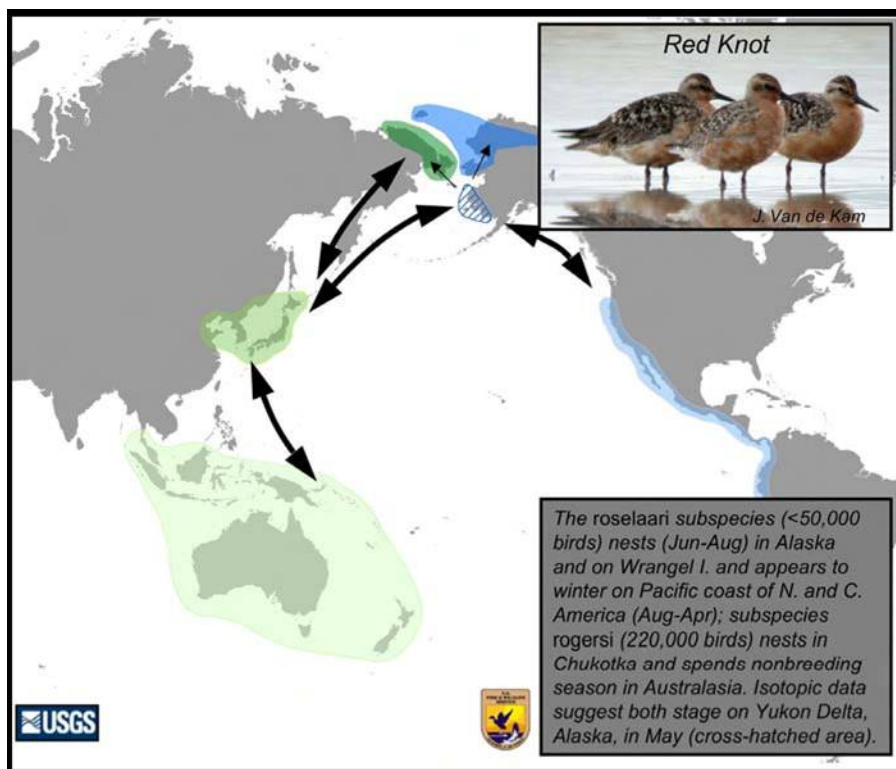 Red Knot
J. Van de Kam
The roselaari subspecies (<50,000
birds) nests (Jun-Aug) in Alaska
and on Wrangel I. and appears to
winter on Pacific coast of N. and C.
America (Aug-Apr); subspecies
rogersi (220,000 birds) nests in
Chukotka and spends nonbreeding
season in Australasia. Isotopic data
suggest both stage on Yukon Delta,
Alaska, in May (cross-hatched area).
USGS
U.S.
FISH & WILDLIFE
SERVICE